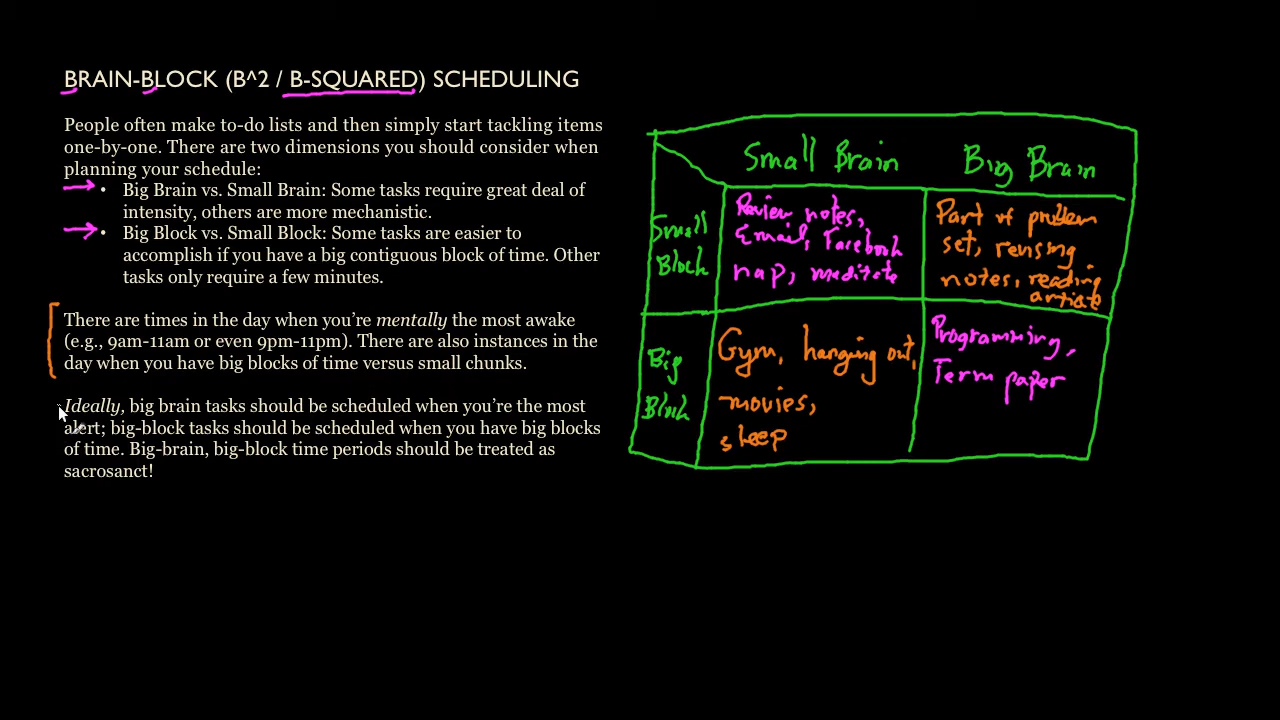 BRAIN-BLOCK (B^2 / B-SQUARED) SCHEDULING
People often make to-do lists and then simply start tackling items
one-by-one. There are two dimensions you should consider when
planning your schedule:
• Big Brain vs. Small Brain: Some tasks require great deal of
intensity, others are more mechanistic.
• Big Block vs. Small Block: Some tasks are easier to
accomplish if you have a big contiguous block of time. Other
tasks only require a few minutes.
There are times in the day when you're mentally the most awake
(e.g., 9am-11am or even 9pm-11pm). There are also instances in the
day when you have big blocks of time versus small chunks.
Ideally, big brain tasks should be scheduled when you're the most
alert; big-block tasks should be scheduled when you have big blocks
of time. Big-brain, big-block time periods should be treated as
sacrosanct!
Small Brain
Big Brain
Small
Block
Review notes,
Email, Facebook
nap, meditate
Part of problem
set, revising
notes, reading
Big
Block
Gym, hanging out,
movies,
sleep
Programming,
Term paper